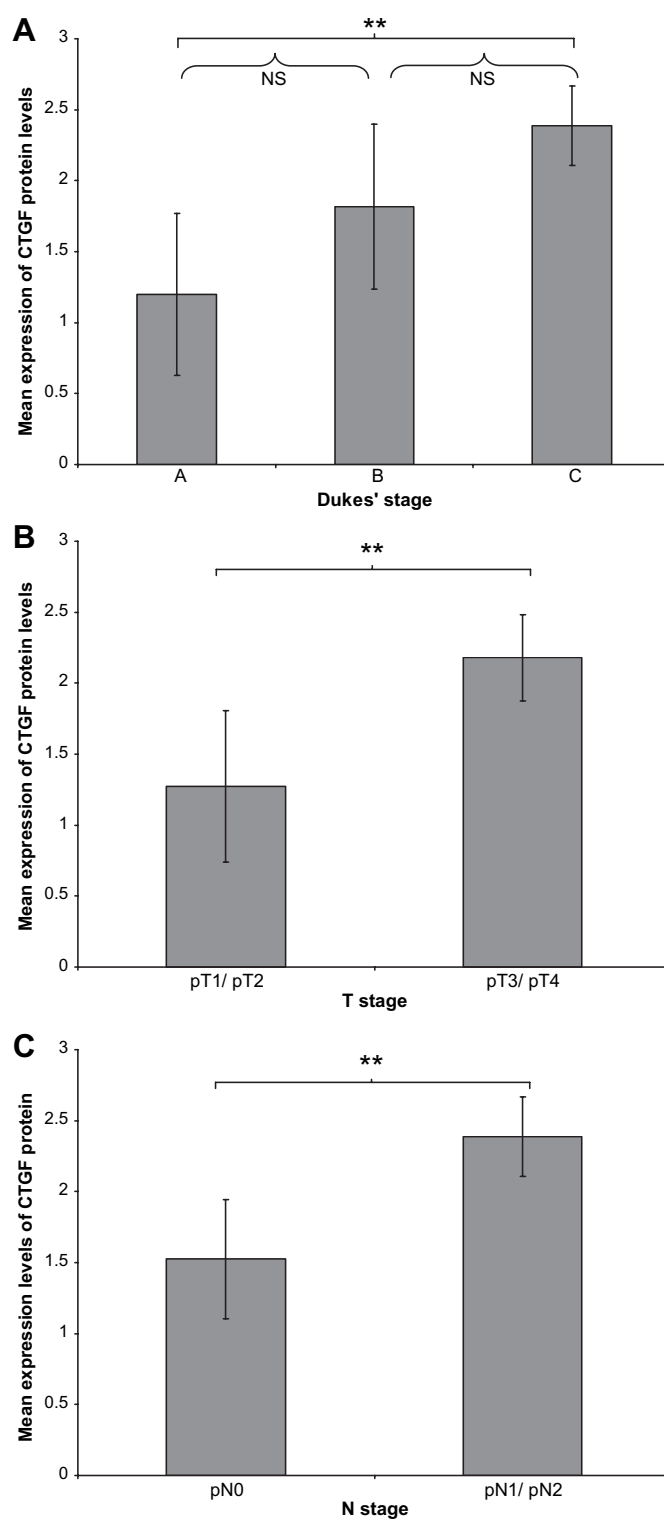 A
**
NS NS
Mean expression of CTGF protein levels
3
2.5
2
1.5
1
0.5
0
A B C
Dukes' stage
B
**
Mean expression of CTGF protein levels
3
2.5
2
1.5
1
0.5
0
pT1/ pT2 pT3/ pT4
T stage
C
**
Mean expression levels of CTGF protein
3
2.5
2
1.5
1
0.5
0
pN0 pN1/ pN2
N stage